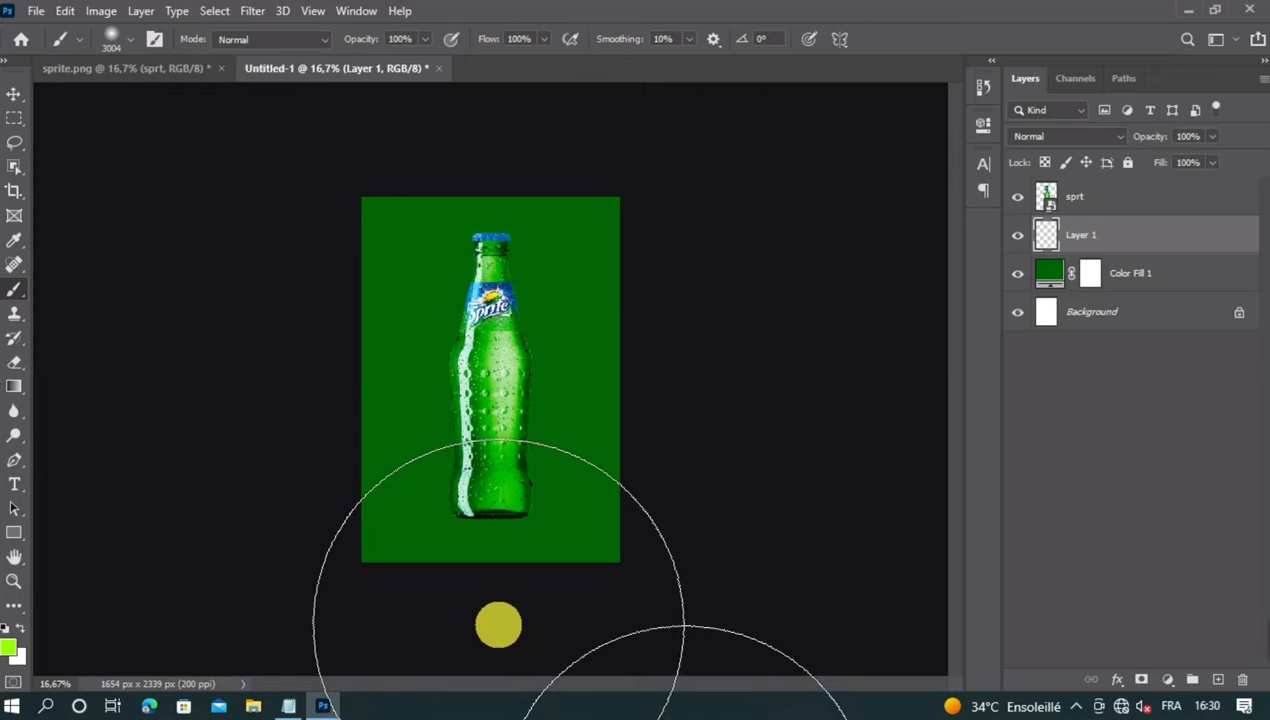 Ps File Edit Image Layer Type Select Filter 3D View Window Help
3004 Mode: Normal Opacity: 100% Flow: 100% Smoothing: 10% 0°
sprite.png @ 16,7% (sprt, RGB/8) * × Untitled-1 @ 16,7% (Layer 1, RGB/8) * ×
Layers Channels Paths
Kind
Normal Opacity: 100%
Lock: Fill: 100%
sprt
Layer 1
Color Fill 1
Background
Sprite
16,67% 1654 px x 2339 px (200 ppi)
Ps 34°C Ensoleillé FRA 16:30